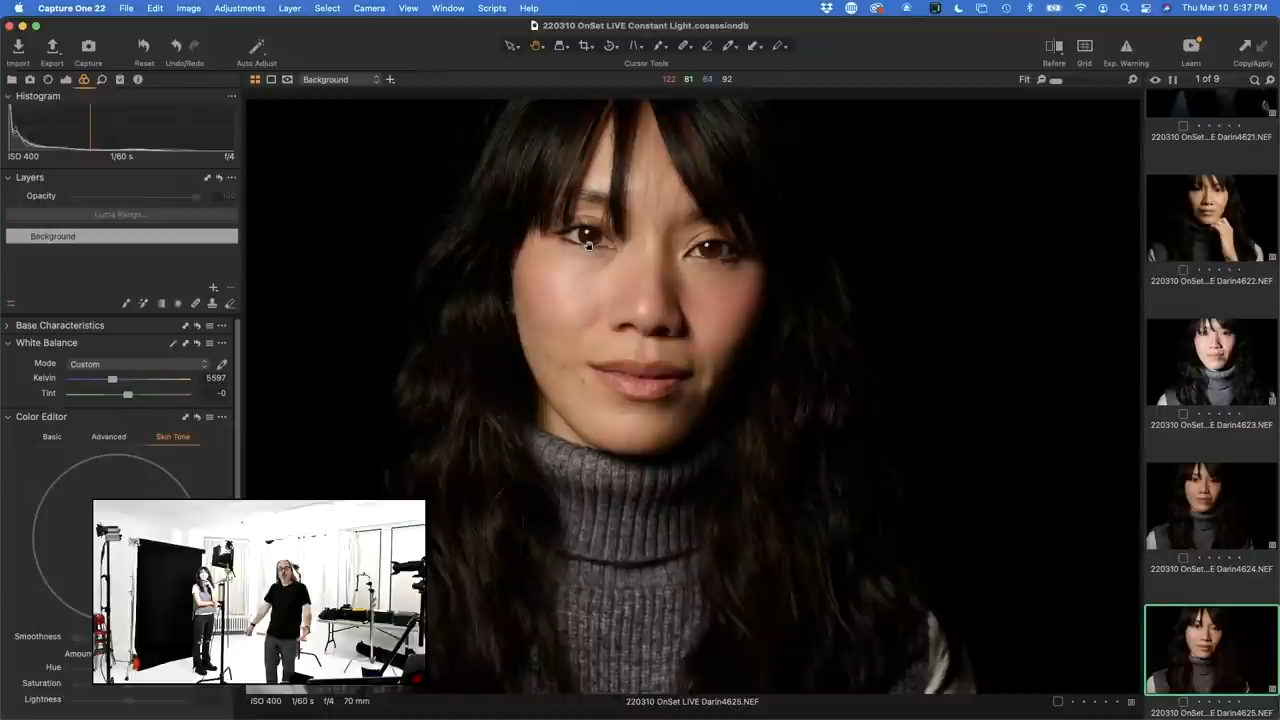 Capture One 22 File Edit Image Adjustments Layer Select Camera View Window Scripts Help Thu Mar 10 5:37 PM
220310 OnSet LIVE Constant Light.cosessiondb
Import Export Capture Reset Undo/Redo Auto Adjust Cursor Tools Before Grid Exp. Warning Learn Copy/Apply
Background 122 81 64 92 Fit 1 of 9
Histogram
ISO 400 1/60 s f/4
Layers
Opacity 100
Luma Range...
Background
Base Characteristics
White Balance
Mode Custom
Kelvin 5597
Tint -0
Color Editor
Basic Advanced Skin Tone
Smoothness
Amoun
Hue
Saturation
Lightness
ISO 400 1/60 s f/4 70 mm 220310 OnSet LIVE Darin4625.NEF
220310 OnSet...E Darin4621.NEF
220310 OnSet...E Darin4622.NEF
220310 OnSet...E Darin4623.NEF
220310 OnSet...E Darin4624.NEF
220310 OnSet...E Darin4625.NEF